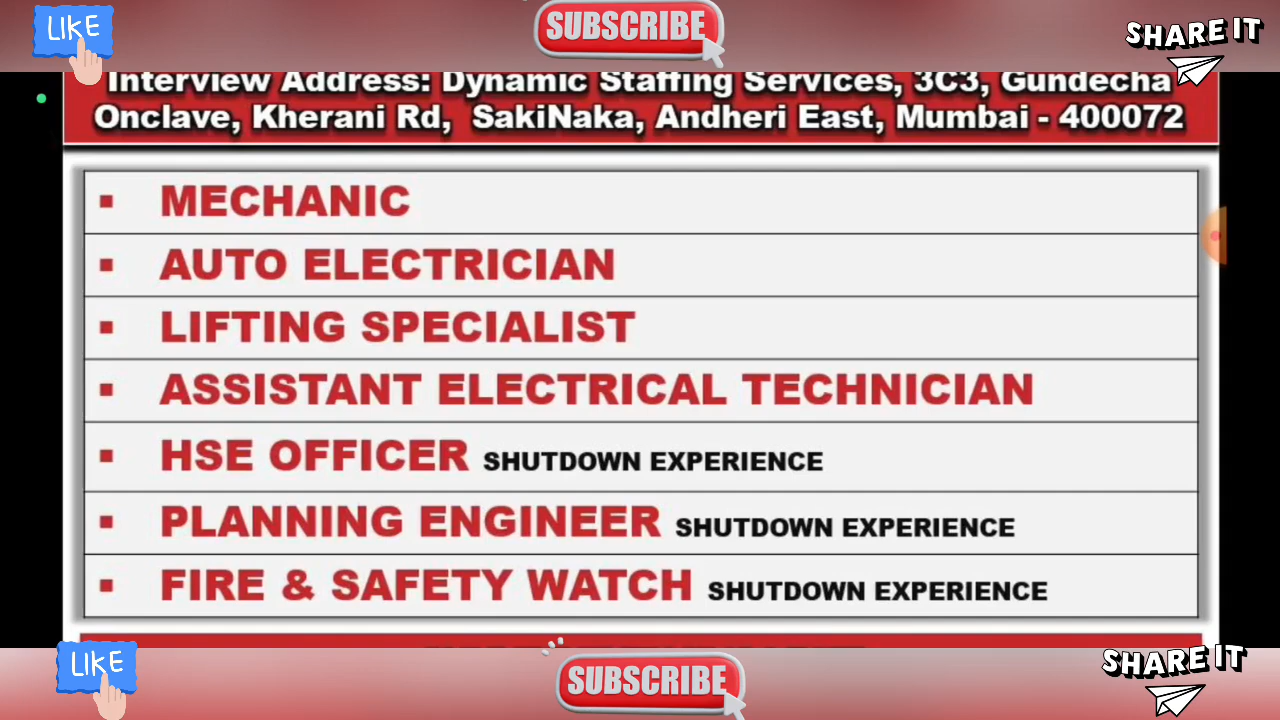 LIKE
SUBSCRIBE
SHARE IT
Interview Address: Dynamic Staffing Services, 3C3, Gundecha
Onclave, Kherani Rd, SakiNaka, Andheri East, Mumbai - 400072
▪ MECHANIC
▪ AUTO ELECTRICIAN
▪ LIFTING SPECIALIST
▪ ASSISTANT ELECTRICAL TECHNICIAN
▪ HSE OFFICER SHUTDOWN EXPERIENCE
▪ PLANNING ENGINEER SHUTDOWN EXPERIENCE
▪ FIRE & SAFETY WATCH SHUTDOWN EXPERIENCE
LIKE
SUBSCRIBE
SHARE IT